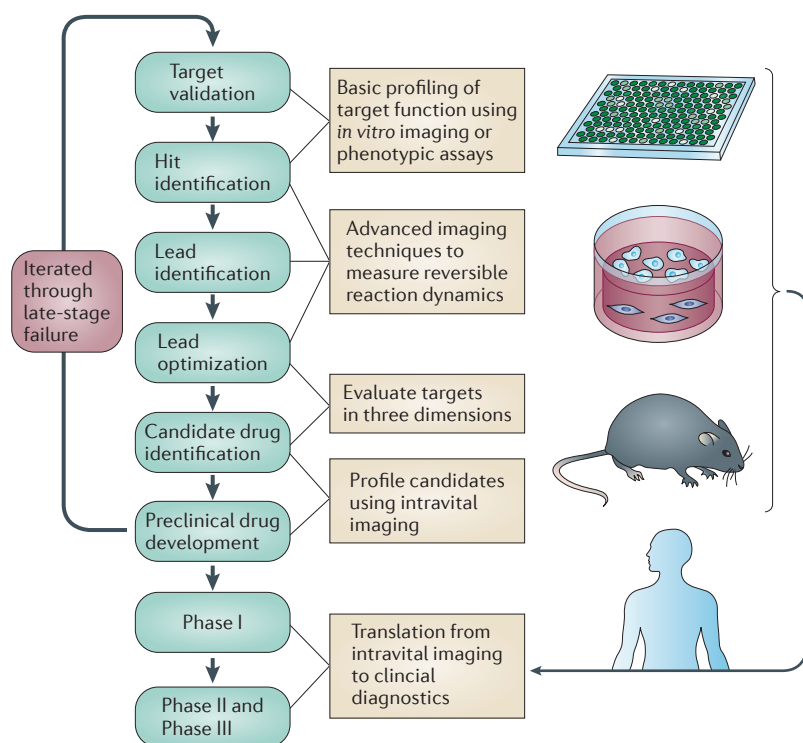 Target
validation
Basic profiling of
target function using
in vitro imaging or
phenotypic assays
Hit
identification
Iterated
through
late-stage
failure
Lead
identification
Advanced imaging
techniques to
measure reversible
reaction dynamics
Lead
optimization
Evaluate targets
in three dimensions
Candidate drug
identification
Profile candidates
using intravital
imaging
Preclinical drug
development
Phase I
Translation from
intravital imaging
to clincial
diagnostics
Phase II and
Phase III